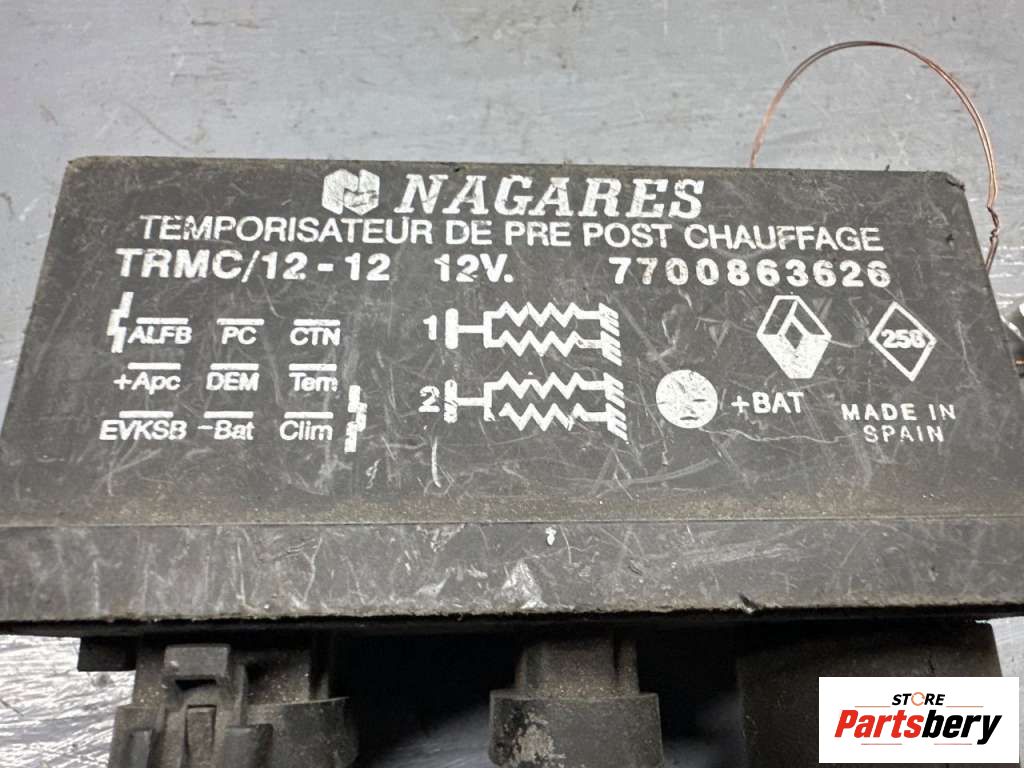 NAGARES
TEMPORISATEUR DE PRE POST CHAUFFAGE
TRMC/12-12 12V. 7700863626
ALFB PC CTN
+Apc DEM Tem
EVKSB -Bat Clim
1
2
+BAT
258
MADE IN
SPAIN
STORE
Partsbery